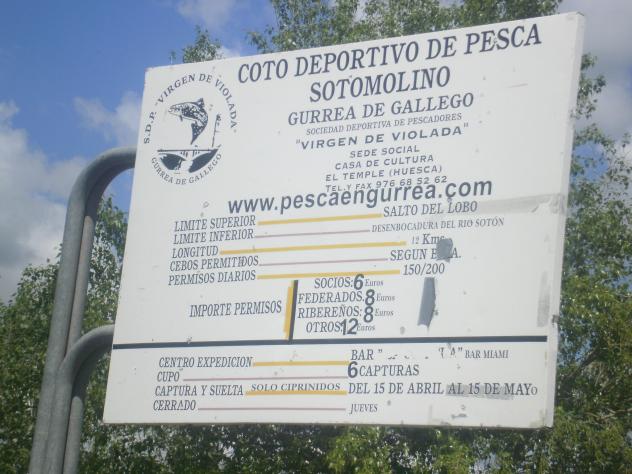 COTO DEPORTIVO DE PESCA
SOTOMOLINO
GURREA DE GALLEGO
SOCIEDAD DEPORTIVA DE PESCADORES
"VIRGEN DE VIOLADA"
SEDE SOCIAL
CASA DE CULTURA
EL TEMPLE (HUESCA)
TEL.Y FAX 976 68 52 62
S.D.P. "VIRGEN DE VIOLADA"
GURREA DE GALLEGO
www.pescaengurrea.com
LIMITE SUPERIOR SALTO DEL LOBO
LIMITE INFERIOR DESENBOCADURA DEL RIO SOTÓN
LONGITUD 12 Kms
CEBOS PERMITIDOS SEGUN
PERMISOS DIARIOS 150/200
IMPORTE PERMISOS
SOCIOS: 6 Euros
FEDERADOS: 8 Euros
RIBEREÑOS: 8 Euros
OTROS: 12 Euros
CENTRO EXPEDICION BAR " " BAR MIAMI
CUPO 6 CAPTURAS
CAPTURA Y SUELTA SOLO CIPRINIDOS DEL 15 DE ABRIL AL 15 DE MAYO
CERRADO JUEVES